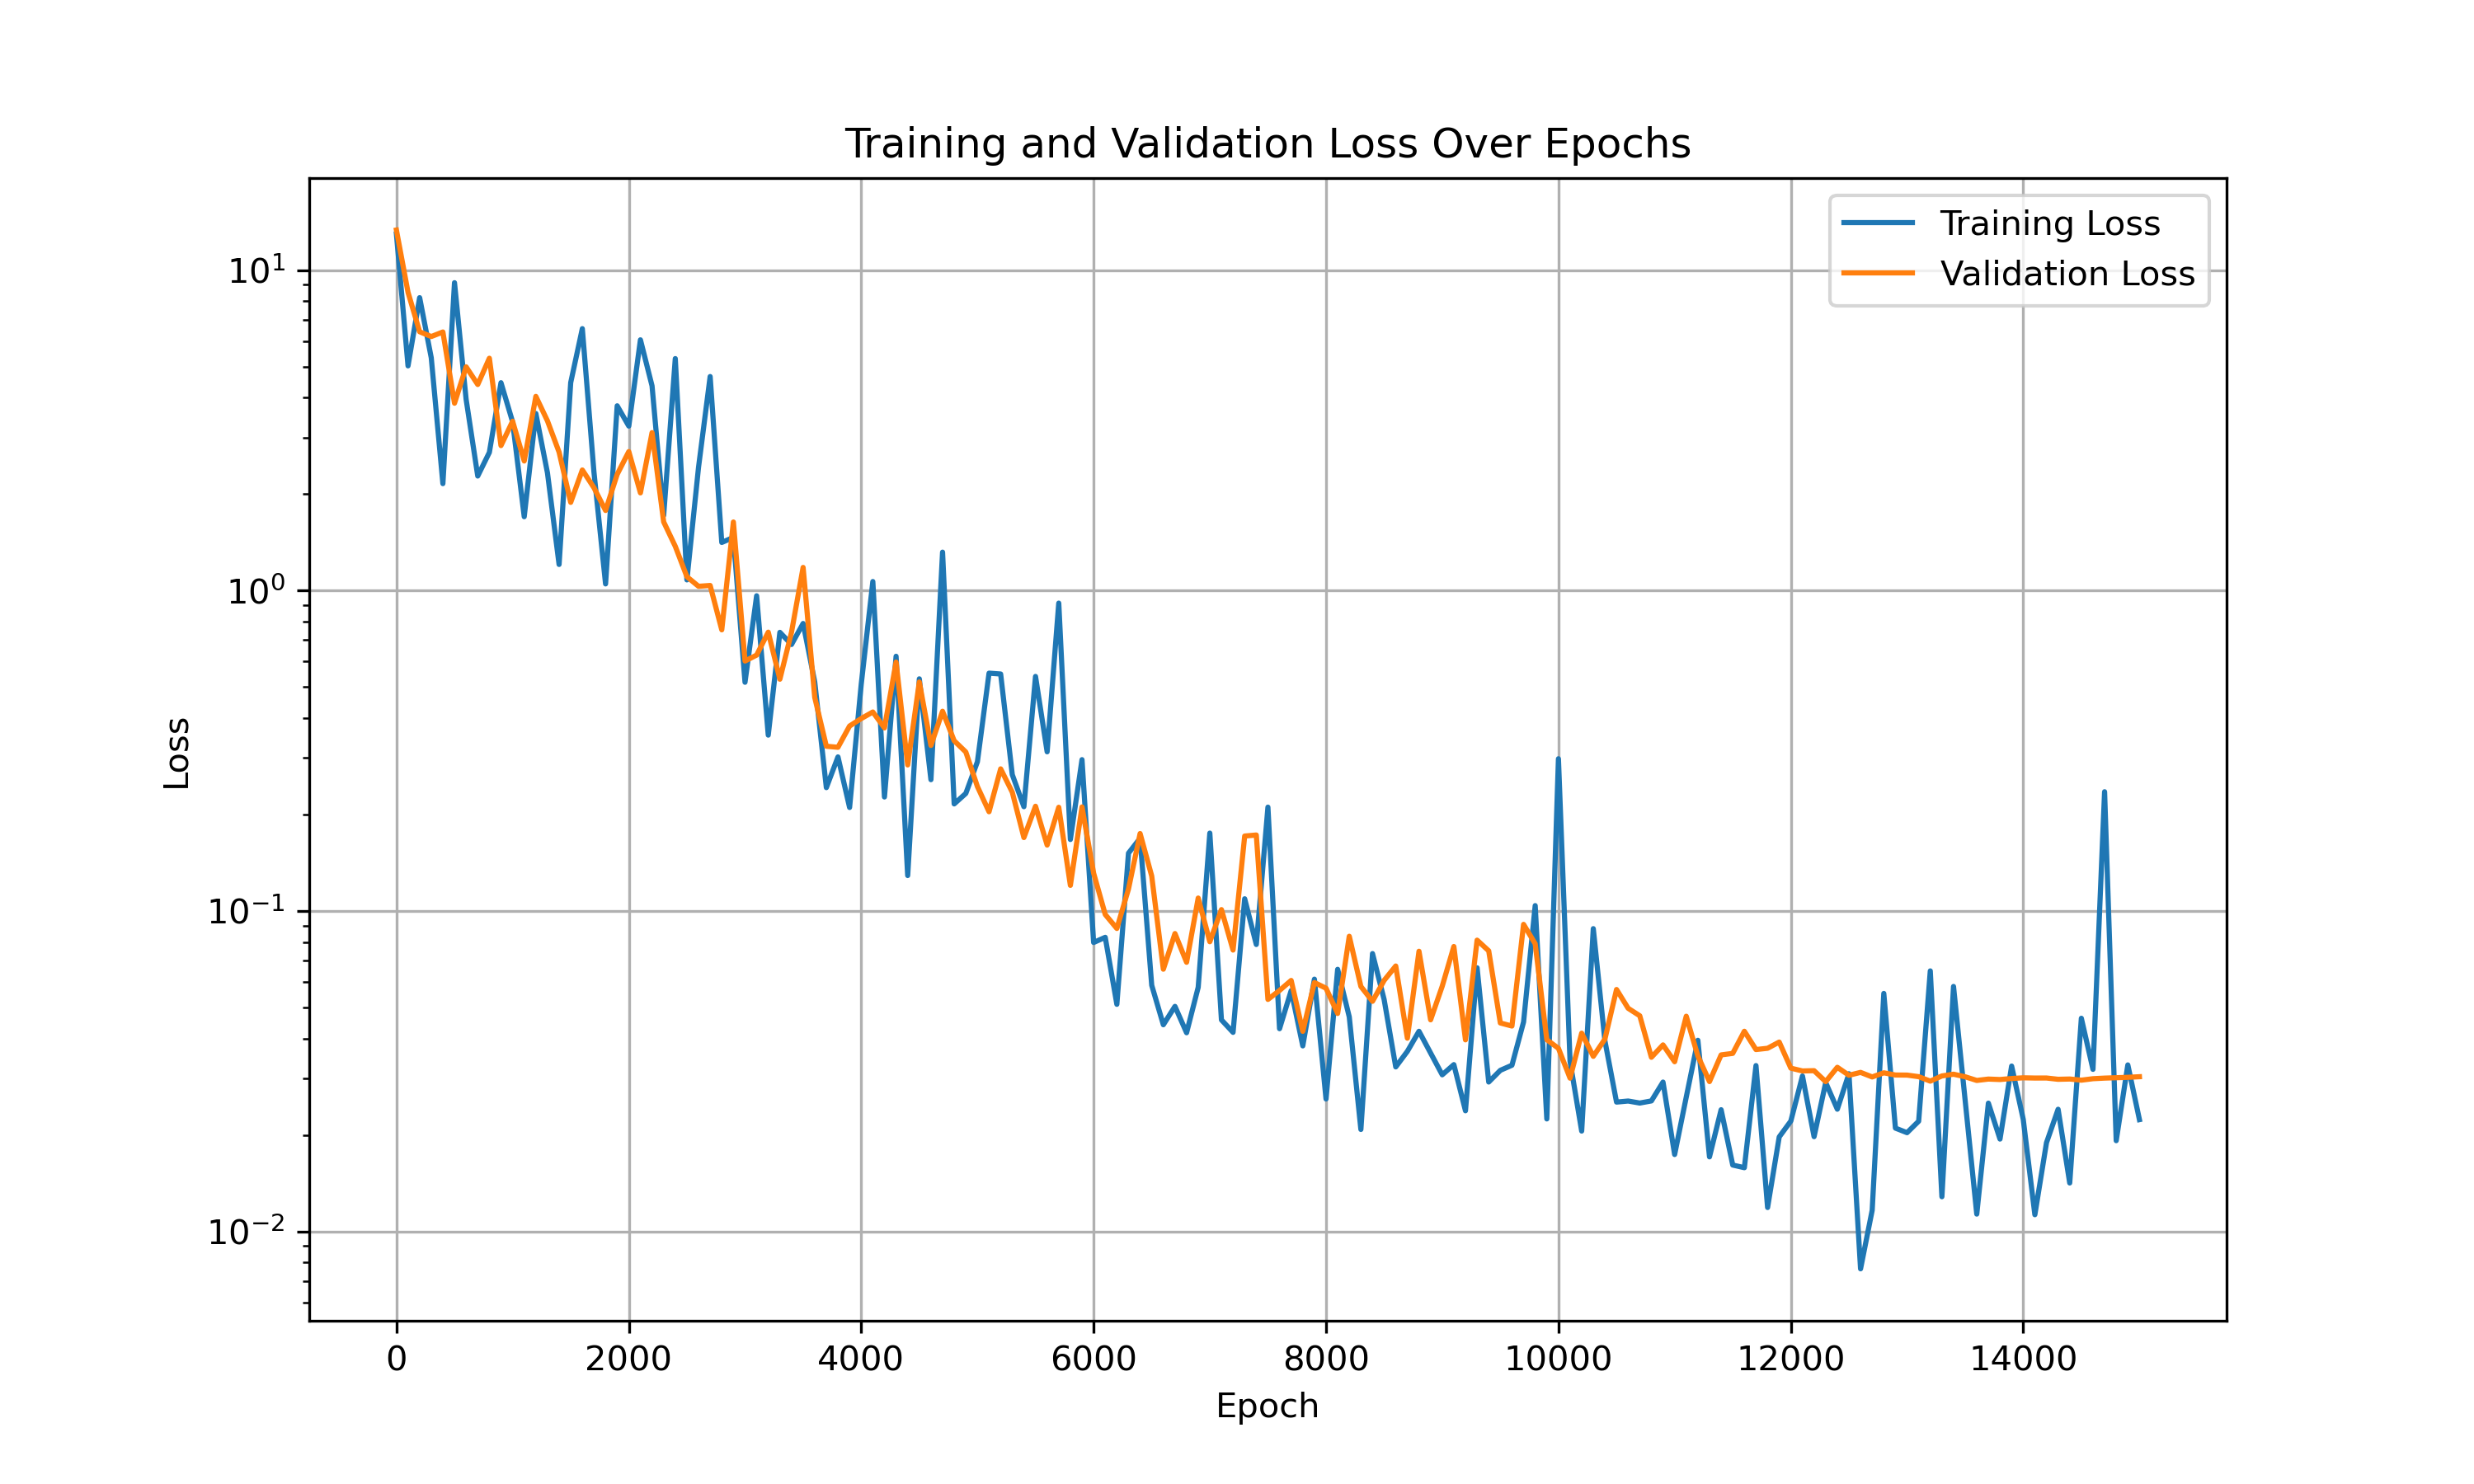 Training and Validation Loss Over Epochs
Training Loss
Validation Loss
10¹
10⁰
10⁻¹
10⁻²
Loss
0 2000 4000 6000 8000 10000 12000 14000
Epoch